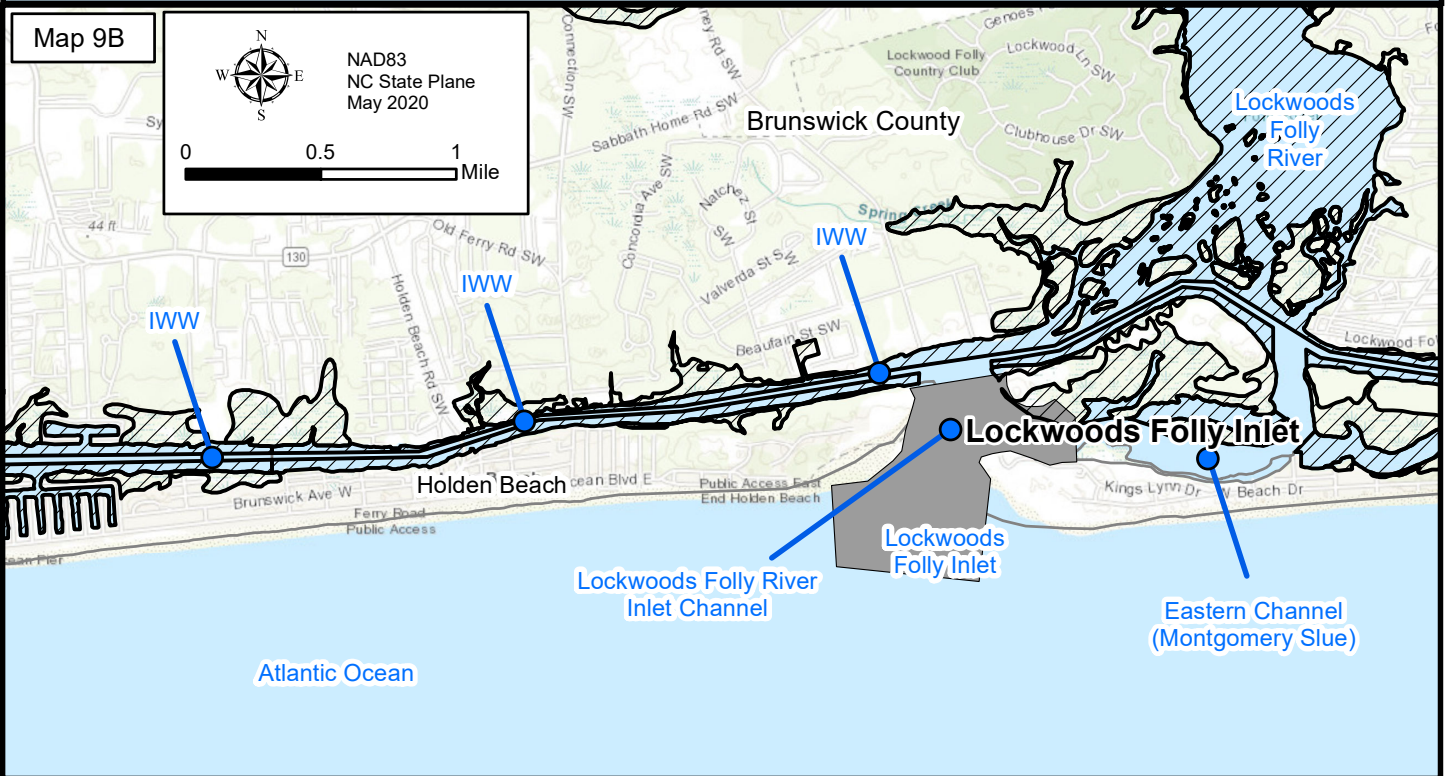 Map 9B
N
W
E
S
NAD83
NC State Plane
May 2020
0
0.5
1
Mile
Connection SW
Genoes
Lockwood Folly
Country Club
Lockwood Ln SW
Clubhouse Dr SW
Brunswick County
Lockwoods
Folly
River
Sabbath Home Rd SW
Natchez St
SW
Concordia Ave SW
44 ft
Old Ferry Rd SW
130
Holden Beach Rd SW
Valverda St SW
Beaufain St SW
IWW
IWW
IWW
Lockwoods Folly Inlet
Holden Beach
Brunswick Ave W
Ferry Road
Public Access
Public Access East
End Holden Beach
Kings Lynn Dr
W Beach Dr
Lockwoods
Folly Inlet
Lockwoods Folly River
Inlet Channel
Eastern Channel
(Montgomery Slue)
Atlantic Ocean